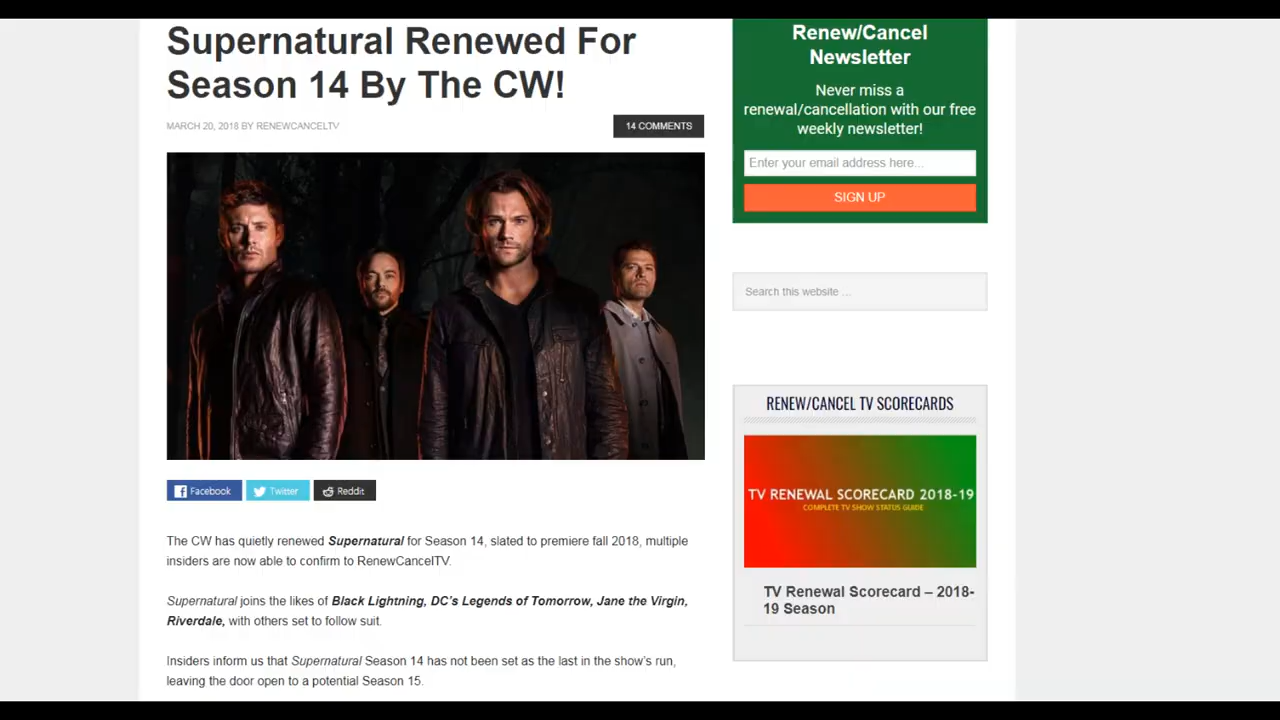 Supernatural Renewed For
Season 14 By The CW!
MARCH 20, 2018 BY RENEWCANCELTV
14 COMMENTS
Facebook
Twitter
Reddit
The CW has quietly renewed Supernatural for Season 14, slated to premiere fall 2018, multiple
insiders are now able to confirm to RenewCancelTV.
Supernatural joins the likes of Black Lightning, DC's Legends of Tomorrow, Jane the Virgin,
Riverdale, with others set to follow suit.
Insiders inform us that Supernatural Season 14 has not been set as the last in the show's run,
leaving the door open to a potential Season 15.
Renew/Cancel
Newsletter
Never miss a
renewal/cancellation with our free
weekly newsletter!
Enter your email address here...
SIGN UP
Search this website …
RENEW/CANCEL TV SCORECARDS
TV RENEWAL SCORECARD 2018-19
COMPLETE TV SHOW STATUS GUIDE
TV Renewal Scorecard – 2018-
19 Season